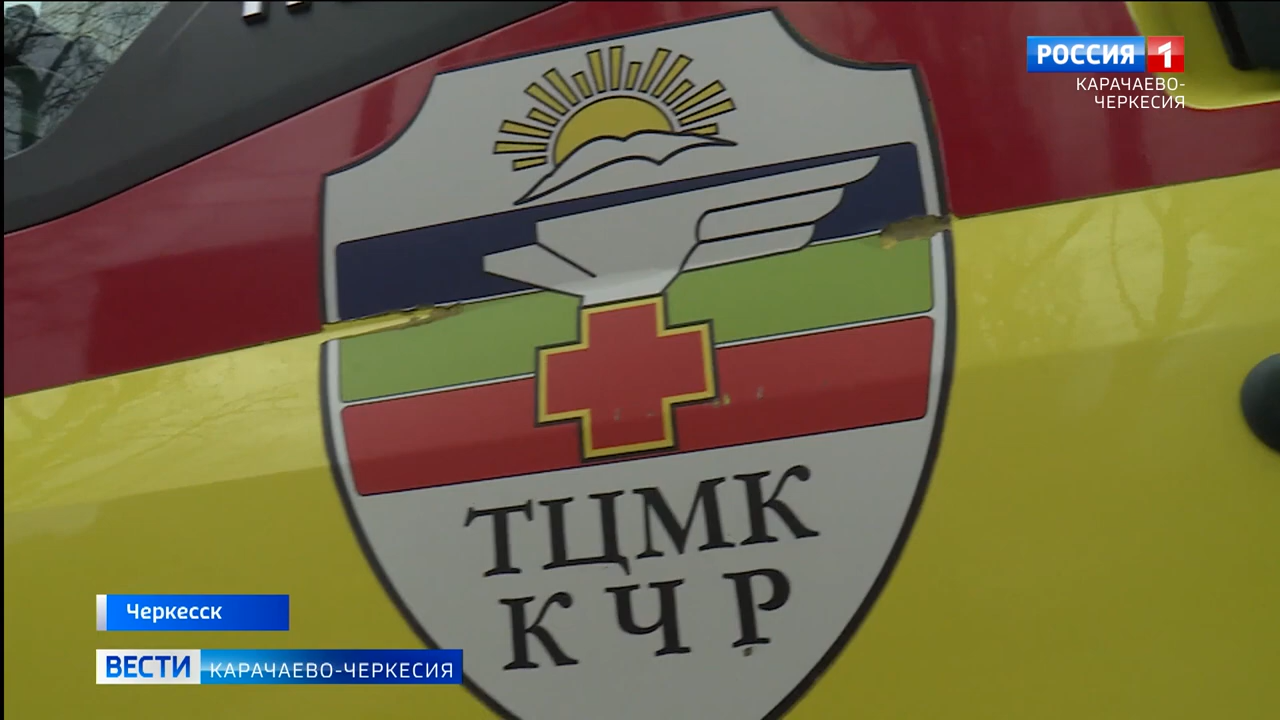 РОССИЯ 1
КАРАЧАЕВО-
ЧЕРКЕСИЯ
ТЦМК
КЧР
Черкесск
ВЕСТИ КАРАЧАЕВО-ЧЕРКЕСИЯ